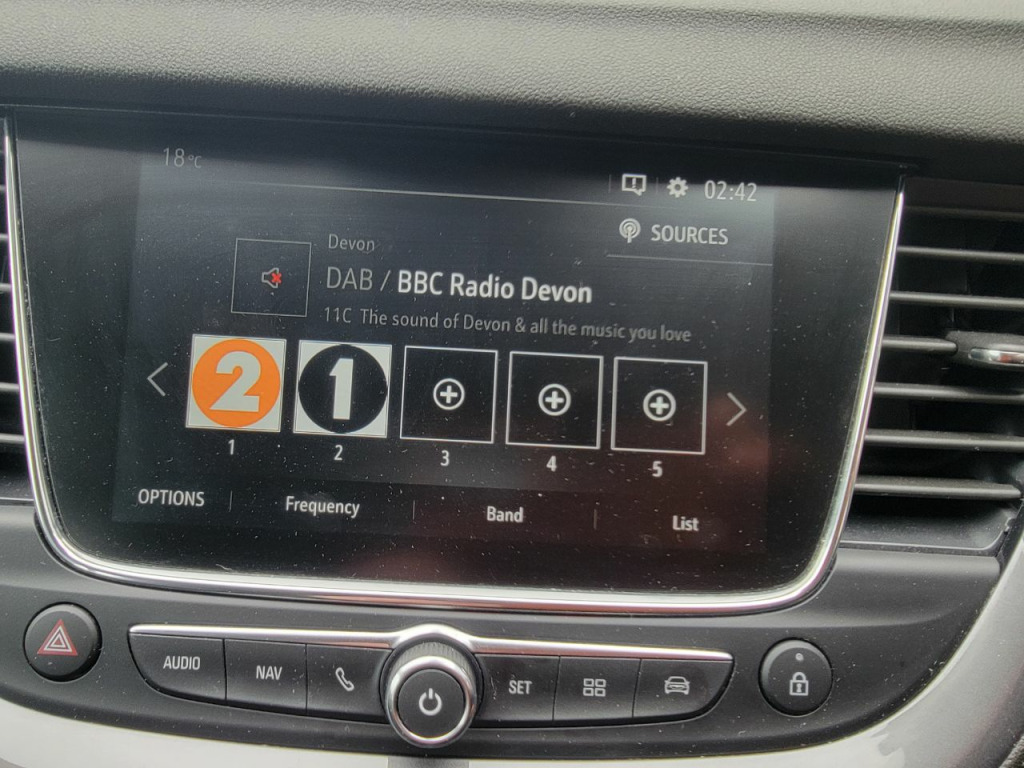 18°C
02:42
SOURCES
Devon
DAB / BBC Radio Devon
11C The sound of Devon & all the music you love
2 1
1 2 3 4 5
OPTIONS Frequency Band List
AUDIO NAV SET